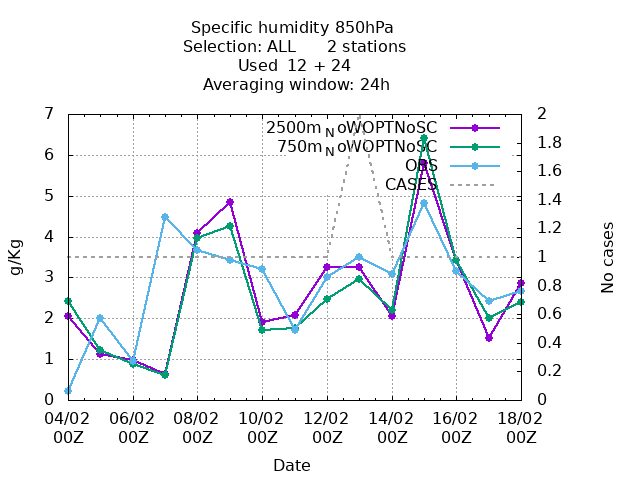 Specific humidity 850hPa
Selection: ALL 2 stations
Used 12 + 24
Averaging window: 24h
g/Kg
7
6
5
4
3
2
1
0
2500m NoWOPTNoSC
750m NoWOPTNoSC
OBS
CASES
2
1.8
1.6
1.4
1.2
1
0.8
0.6
0.4
0.2
0
No cases
04/02 06/02 08/02 10/02 12/02 14/02 16/02 18/02
00Z 00Z 00Z 00Z 00Z 00Z 00Z 00Z
Date